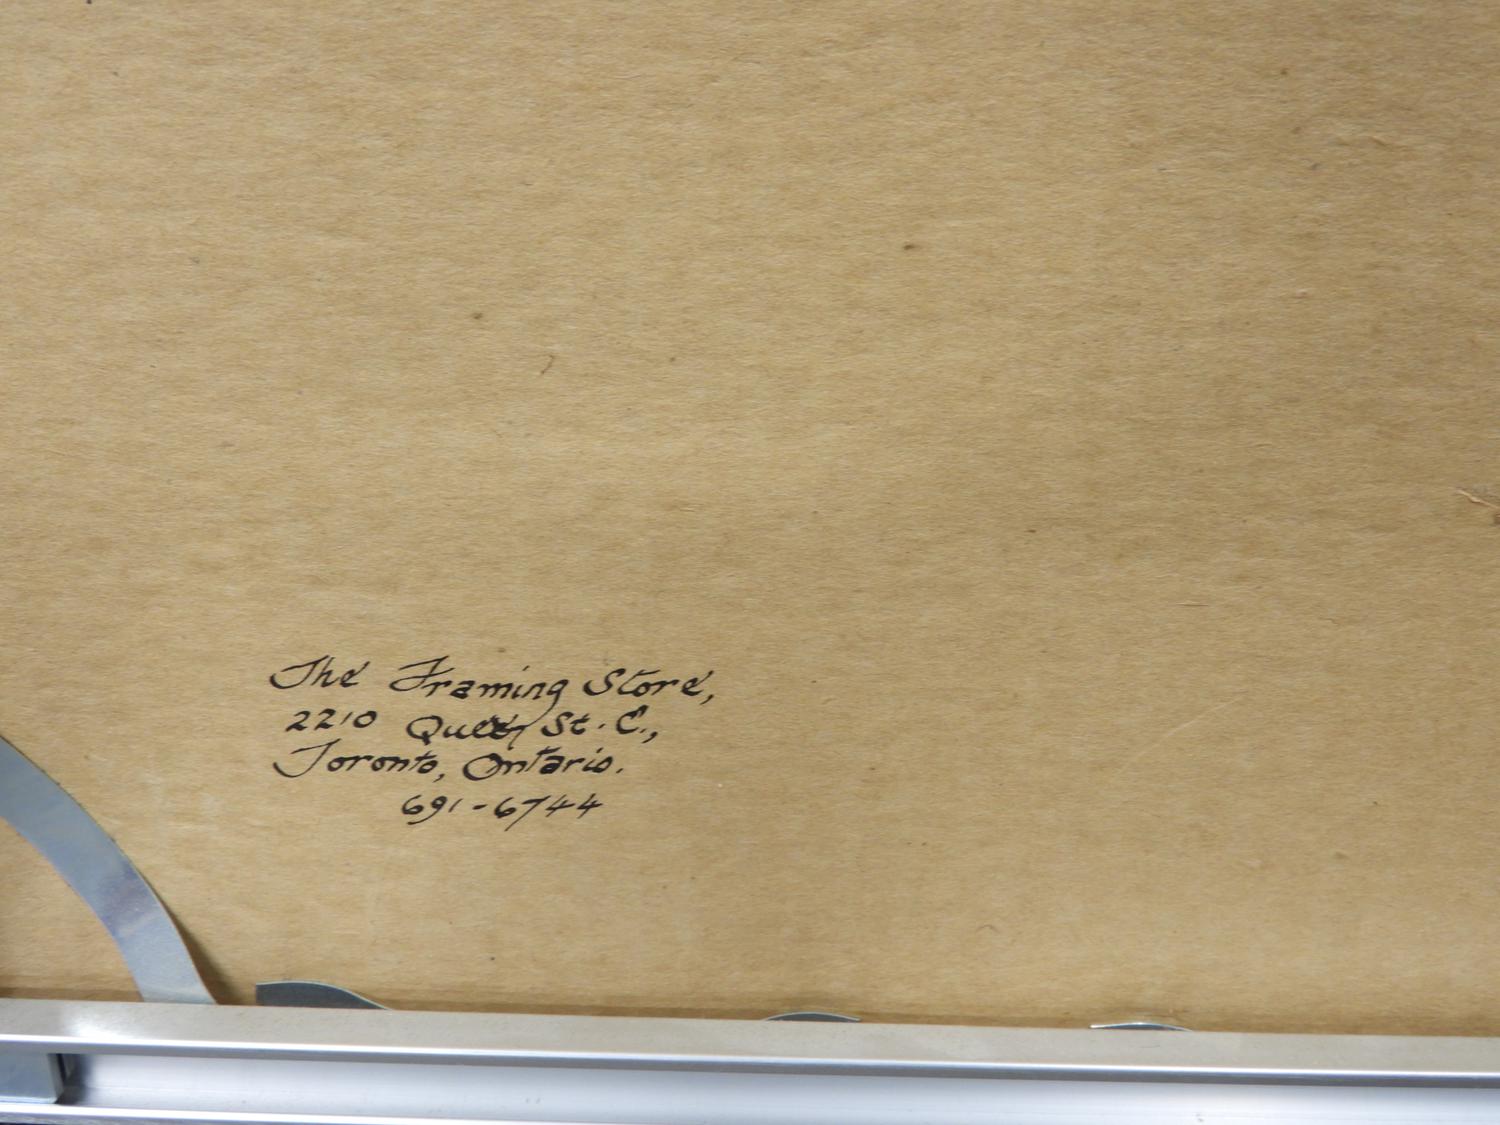 The Framing Store,
2210 Queen St. E.,
Toronto, Ontario.
691-6744